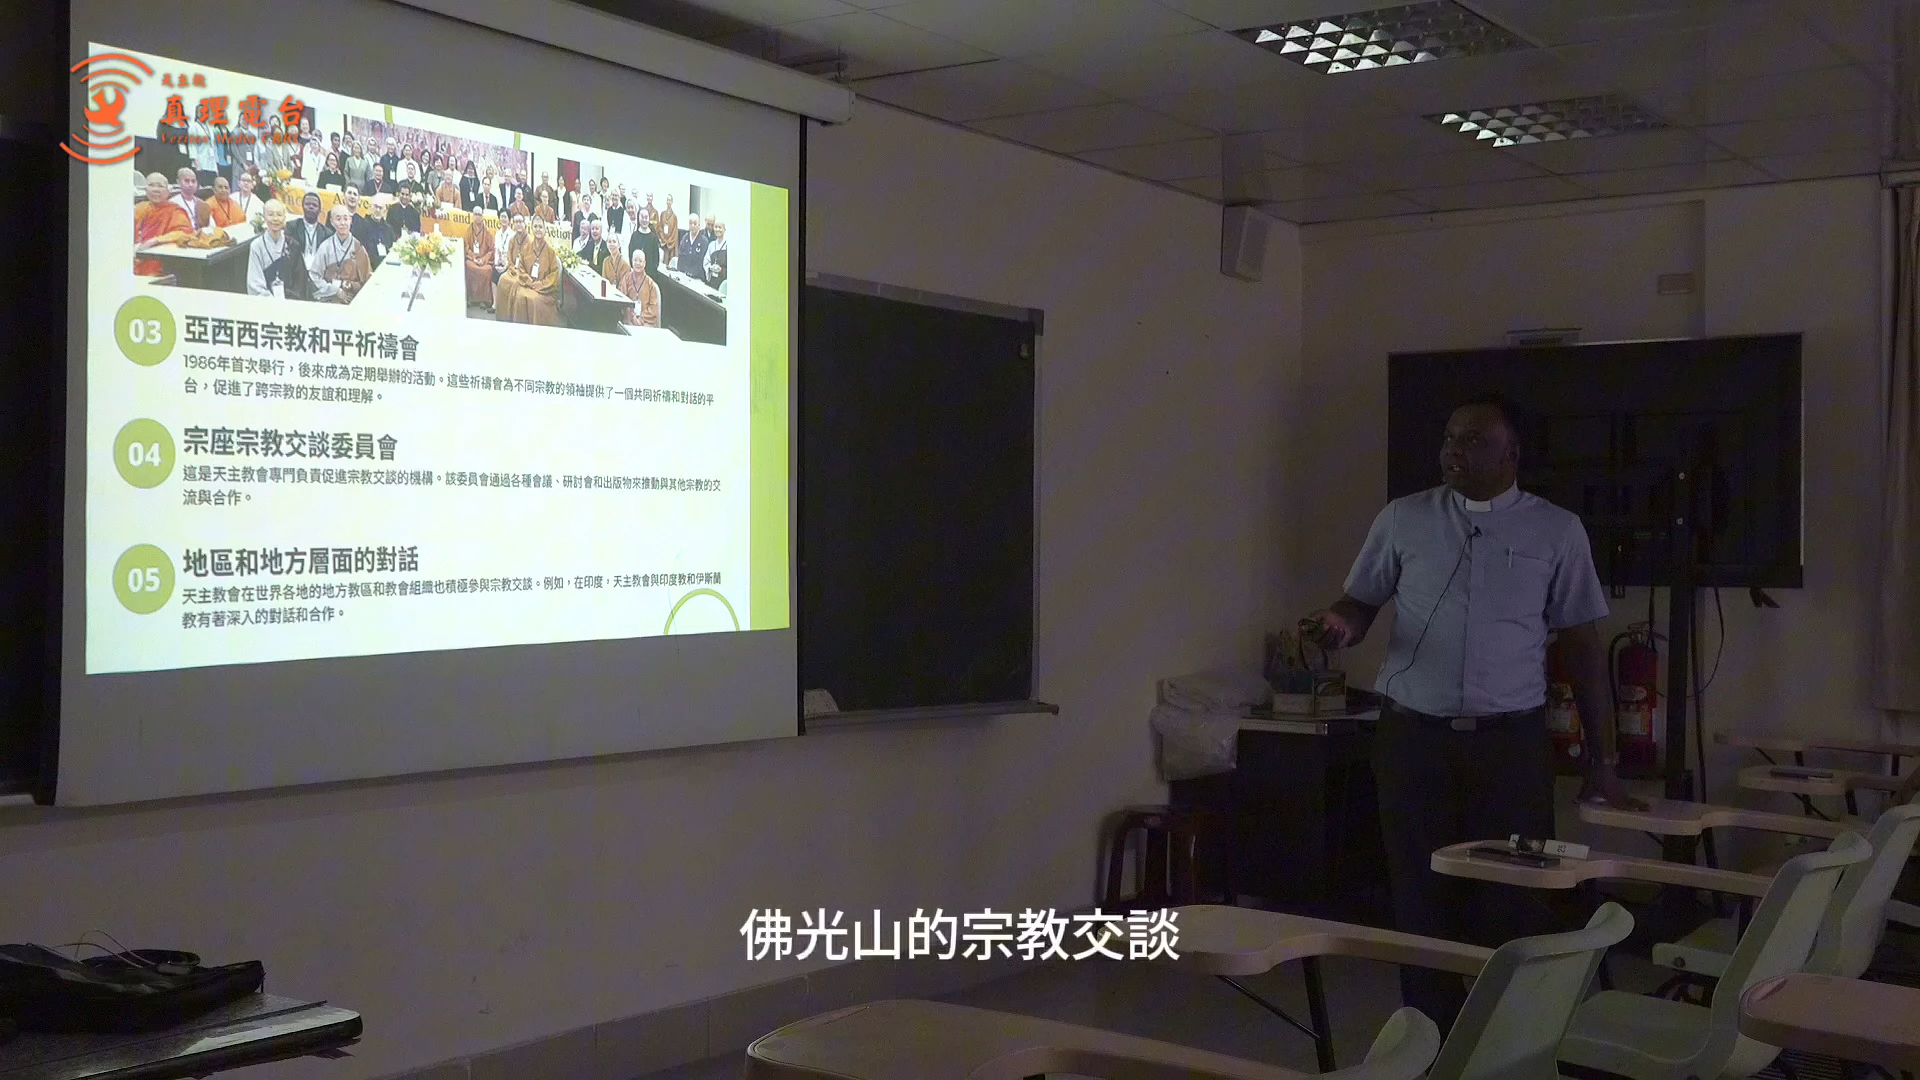 天主教
真理電台
Veritas Media
Action
03
亞西西宗教和平祈禱會
1986年首次舉行，後來成為定期舉辦的活動。這些祈禱會為不同宗教的領袖提供了一個共同祈禱和對話的平
台，促進了跨宗教的友誼和理解。
04
宗座宗教交談委員會
這是天主教會專門負責促進宗教交談的機構。該委員會通過各種會議、研討會和出版物來推動與其他宗教的交
流與合作。
05
地區和地方層面的對話
天主教會在世界各地的地方教區和教會組織也積極參與宗教交談。例如，在印度，天主教會與印度教和伊斯蘭
教有著深入的對話和合作。
佛光山的宗教交談